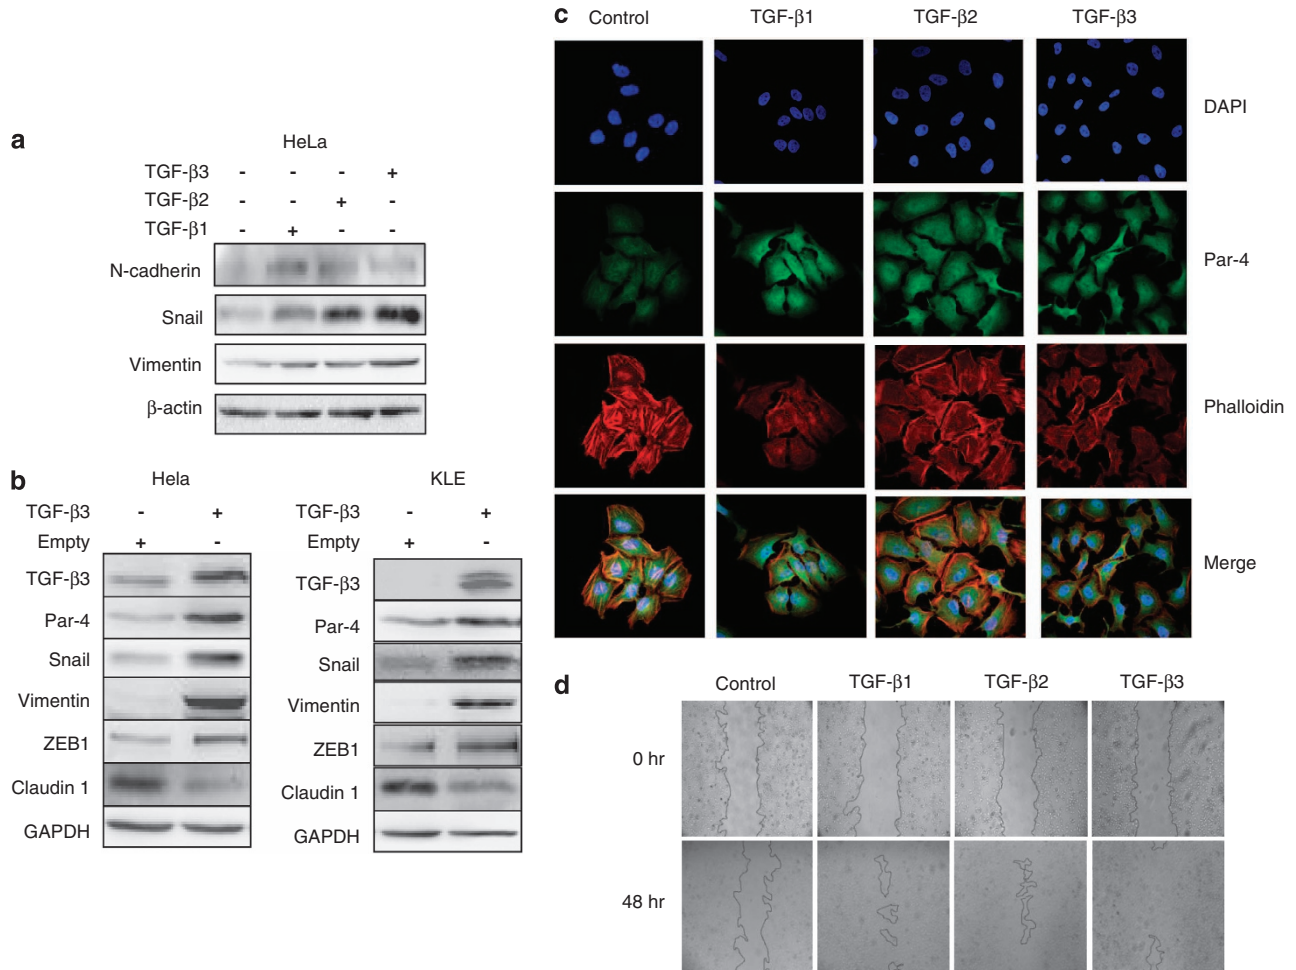 a
HeLa
TGF-β3 - - - +
TGF-β2 - - + -
TGF-β1 - + - -
N-cadherin
Snail
Vimentin
β-actin
b
Hela
TGF-β3 - +
Empty + -
TGF-β3
Par-4
Snail
Vimentin
ZEB1
Claudin 1
GAPDH
KLE
TGF-β3 - +
Empty + -
TGF-β3
Par-4
Snail
Vimentin
ZEB1
Claudin 1
GAPDH
c
Control TGF-β1 TGF-β2 TGF-β3
DAPI
Par-4
Phalloidin
Merge
d
Control TGF-β1 TGF-β2 TGF-β3
0 hr
48 hr